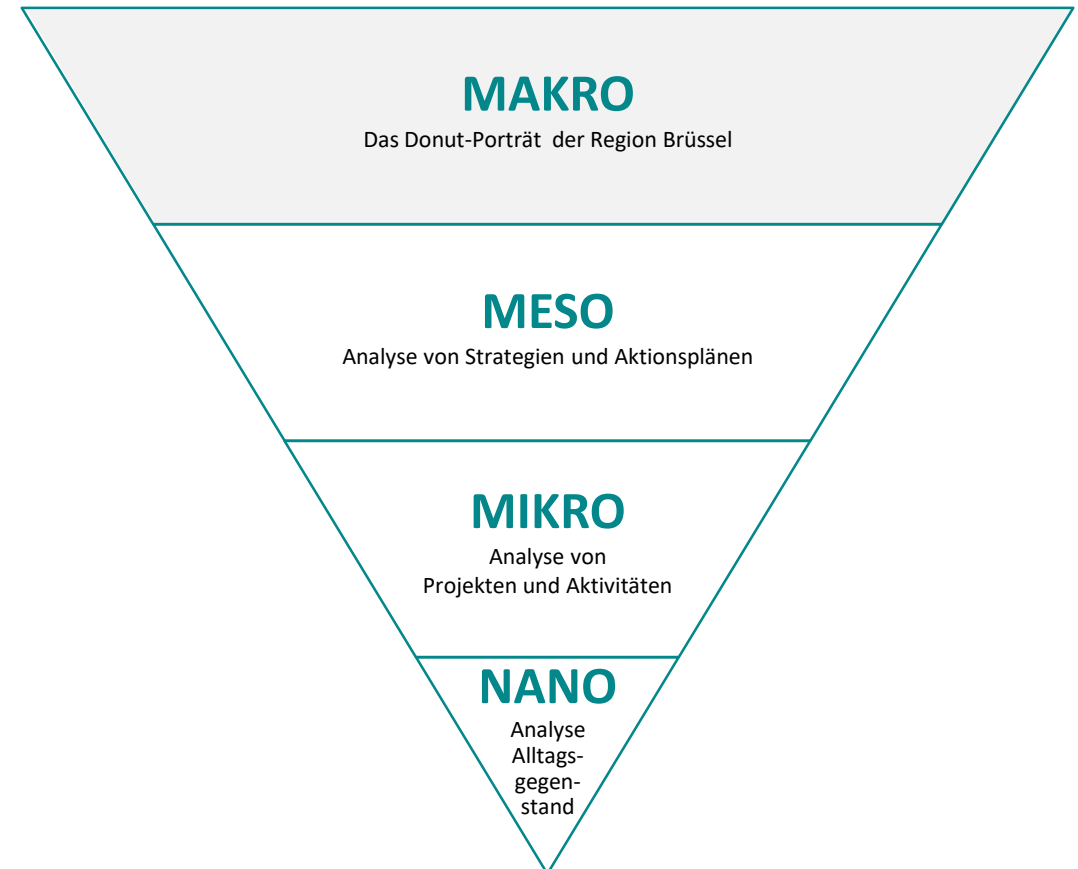 MAKRO
Das Donut-Porträt der Region Brüssel
MESO
Analyse von Strategien und Aktionsplänen
MIKRO
Analyse von
Projekten und Aktivitäten
NANO
Analyse
Alltags-
gegen-
stand